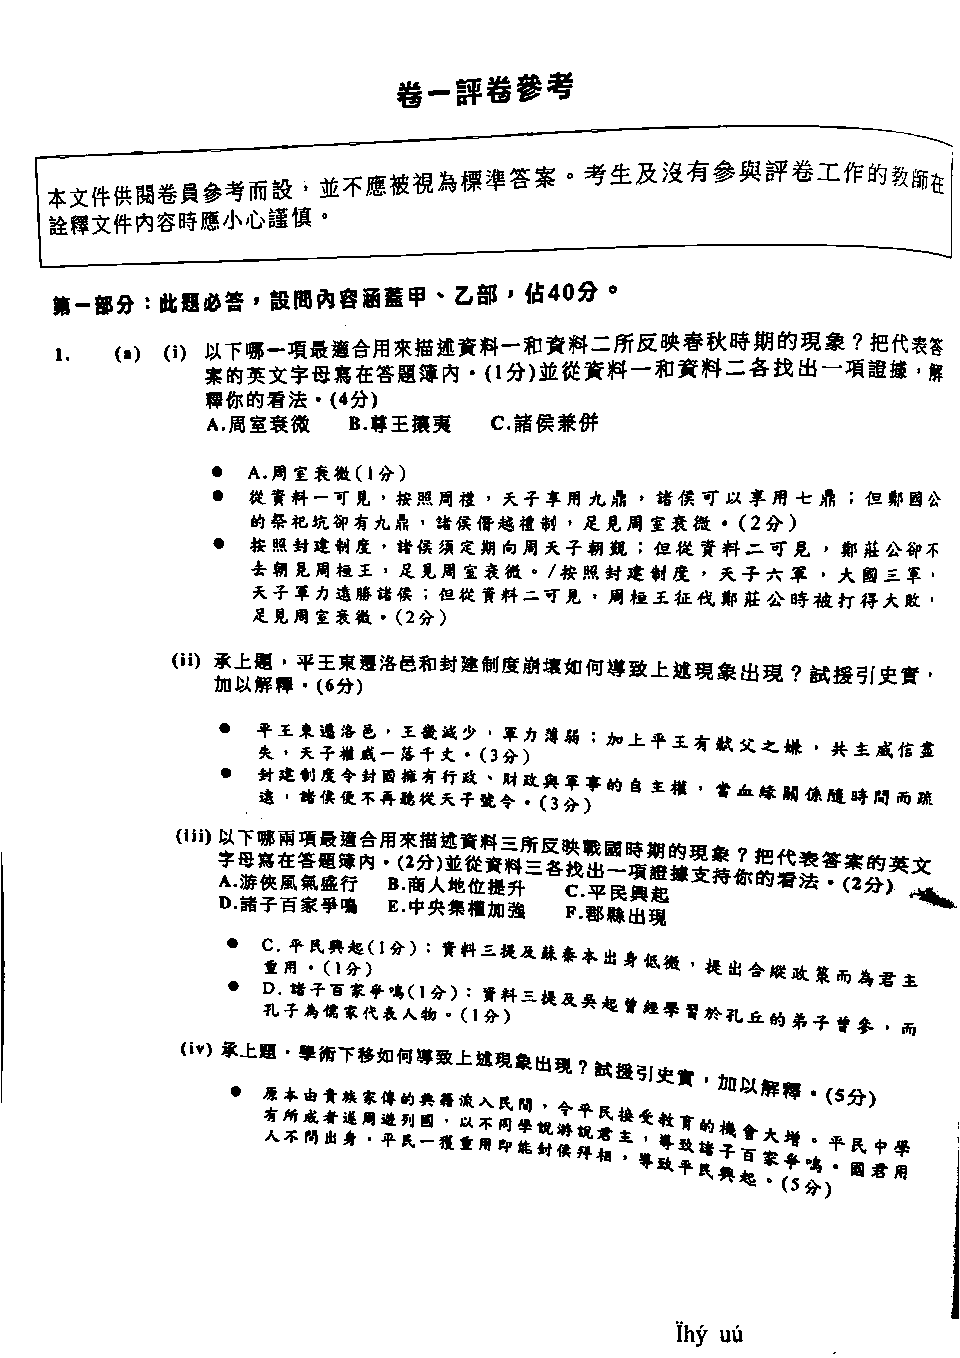 卷一評卷參考
本文件供閱卷員參考而設，並不應被視為標準答案。考生及沒有參與評卷工作的教師在
詮釋文件內容時應小心謹慎。
第一部分：此題必答，設問內容涵蓋甲、乙部，佔40分。
1. (a) (i) 以下哪一項最適合用來描述資料一和資料二所反映春秋時期的現象？把代表答
案的英文字母寫在答題簿內。(1分)並從資料一和資料二各找出一項證據，解
釋你的看法。(4分)
A.周室衰微 B.尊王攘夷 C.諸侯兼併
● A.周室衰微(1分)
● 從資料一可見，按照周禮，天子享用九鼎，諸侯可以享用七鼎；但鄭國公
的祭祀坑卻有九鼎，諸侯僭越禮制，足見周室衰微。(2分)
● 按照封建制度，諸侯須定期向周天子朝覲；但從資料二可見，鄭莊公卻不
去朝見周桓王，足見周室衰微。/按照封建制度，天子六軍，大國三軍，
天子軍力遠勝諸侯；但從資料二可見，周桓王征伐鄭莊公時被打得大敗，
足見周室衰微。(2分)
(ii) 承上題，平王東遷洛邑和封建制度崩壞如何導致上述現象出現？試援引史實，
加以解釋。(6分)
● 平王東遷洛邑，王畿減少，軍力薄弱；加上平王有弒父之嫌，共主威信盡
失，天子權威一落千丈。(3分)
● 封建制度令封國擁有行政、財政與軍事的自主權，當血緣關係隨時間而疏
遠，諸侯便不再聽從天子號令。(3分)
(iii) 以下哪兩項最適合用來描述資料三所反映戰國時期的現象？把代表答案的英文
字母寫在答題簿內。(2分)並從資料三各找出一項證據支持你的看法。(2分)
A.游俠風氣盛行 B.商人地位提升 C.平民興起
D.諸子百家爭鳴 E.中央集權加強 F.郡縣出現
● C.平民興起(1分)：資料三提及蘇秦本出身低微，提出合縱政策而為君主
重用。(1分)
● D.諸子百家爭鳴(1分)：資料三提及吳起曾經學習於孔丘的弟子曾參，而
孔子為儒家代表人物。(1分)
(iv) 承上題，學術下移如何導致上述現象出現？試援引史實，加以解釋。(5分)
● 原本由貴族家傳的典籍流入民間，令平民接受教育的機會大增。平民中學
有所成者遂周遊列國，以不同學說游說君主，導致諸子百家爭鳴。國君用
人不問出身，平民一獲重用即能封侯拜相，導致平民興起。(5分)
Ïhý uú